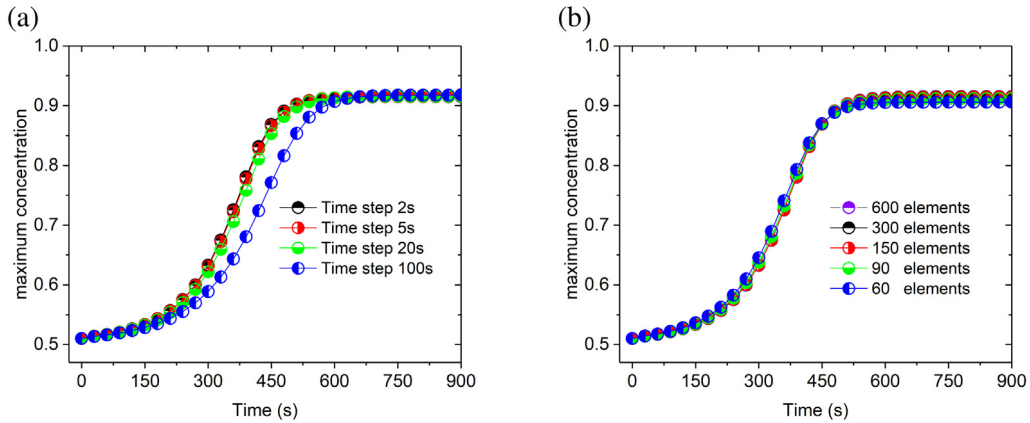 (a)
maximum concentration
1.0
0.9
0.8
0.7
0.6
0.5
Time step 2s
Time step 5s
Time step 20s
Time step 100s
0 150 300 450 600 750 900
Time (s)
(b)
maximum concentration
1.0
0.9
0.8
0.7
0.6
0.5
600 elements
300 elements
150 elements
90 elements
60 elements
0 150 300 450 600 750 900
Time (s)